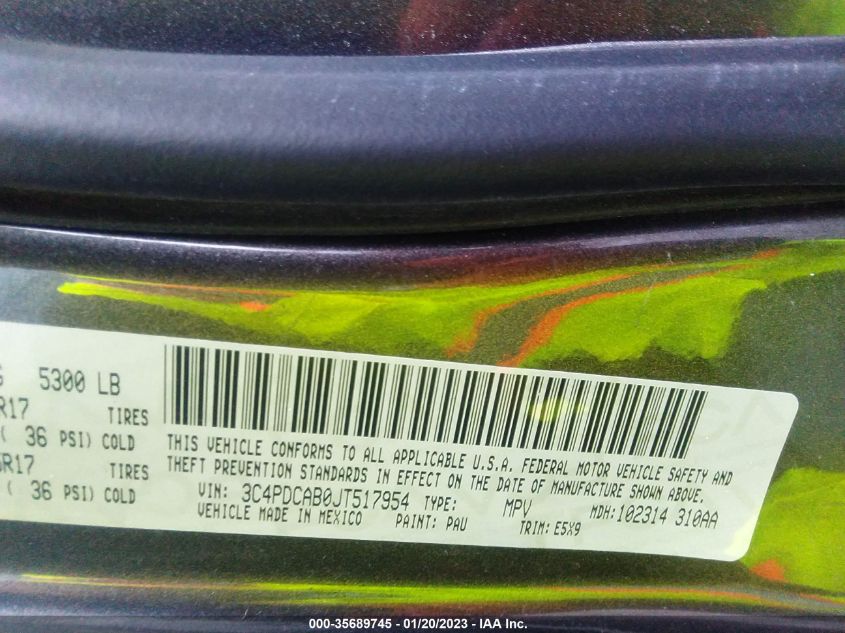 5300 LB
R17 TIRES
36 PSI) COLD
R17 TIRES
( 36 PSI) COLD
THIS VEHICLE CONFORMS TO ALL APPLICABLE U.S.A. FEDERAL MOTOR VEHICLE SAFETY AND
THEFT PREVENTION STANDARDS IN EFFECT ON THE DATE OF MANUFACTURE SHOWN ABOVE.
VIN: 3C4PDCAB0JT517954 TYPE: MPV MDH:102314 310AA
VEHICLE MADE IN MEXICO PAINT: PAU TRIM: E5X9
000-35689745 / 01/20/2023 - IAA Inc.